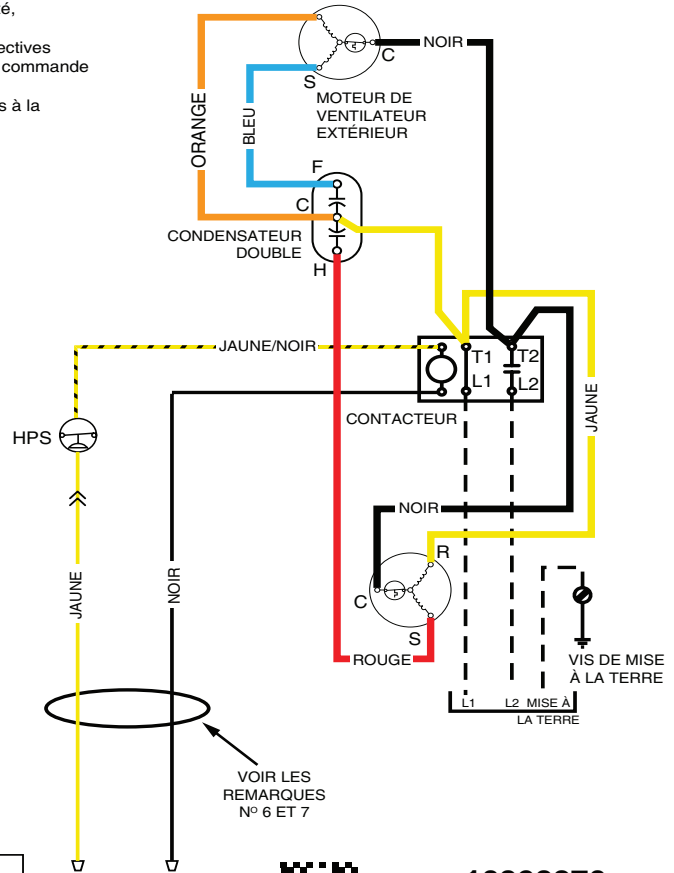 té,
ectives
commande
s à la
NOIR
C
S
MOTEUR DE
VENTILATEUR
EXTÉRIEUR
ORANGE
BLEU
F
C
CONDENSATEUR
DOUBLE
H
JAUNE/NOIR
T1
T2
L1
L2
CONTACTEUR
JAUNE
HPS
NOIR
R
C
S
ROUGE
JAUNE
NOIR
VIS DE MISE
À LA TERRE
L1
L2
MISE À
LA TERRE
VOIR LES
REMARQUES
Nº 6 ET 7